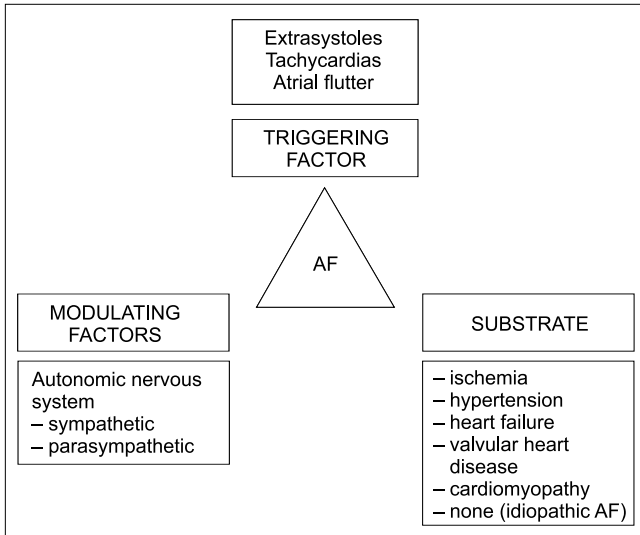 Extrasystoles
Tachycardias
Atrial flutter
TRIGGERING
FACTOR
AF
MODULATING
FACTORS
Autonomic nervous
system
– sympathetic
– parasympathetic
SUBSTRATE
– ischemia
– hypertension
– heart failure
– valvular heart
disease
– cardiomyopathy
– none (idiopathic AF)